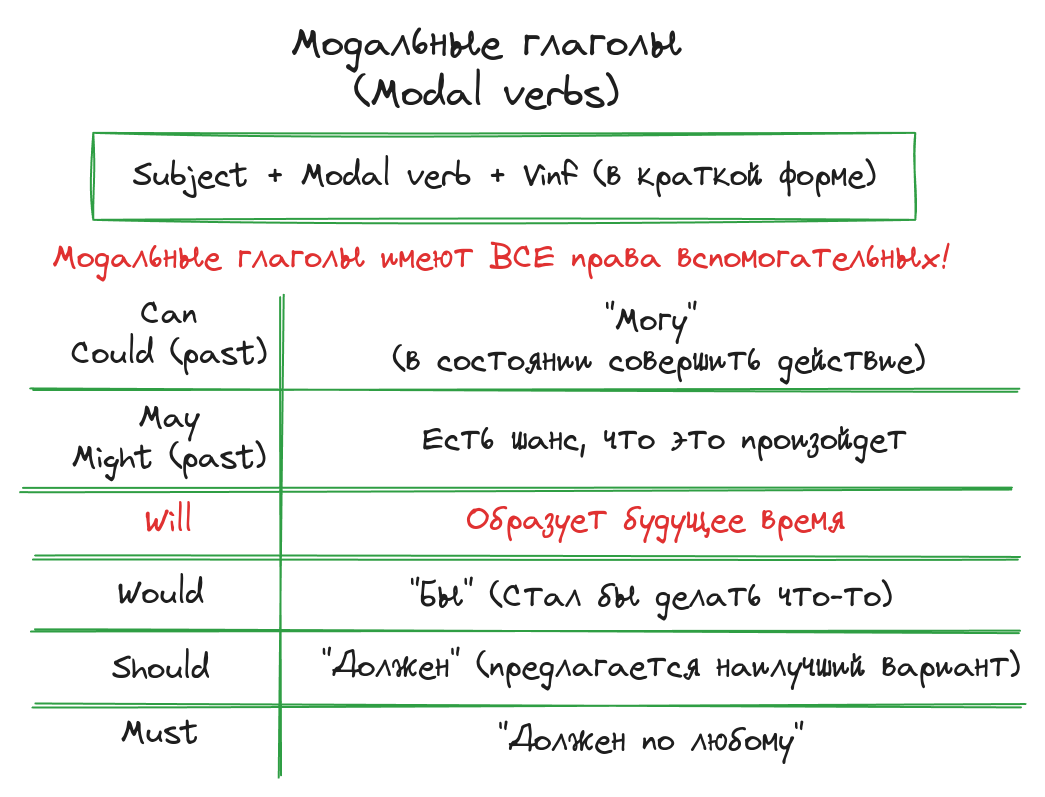 Модальные глаголы
(Modal verbs)
Subject + Modal verb + Vinf (в краткой форме)
Модальные глаголы имеют ВСЕ права вспомогательных!
Can
Could (past)
"Могу"
(в состоянии совершить действие)
May
Might (past)
Есть шанс, что это произойдет
Will
Образует будущее время
Would
"Бы" (Стал бы делать что-то)
Should
"Должен" (предлагается наилучший вариант)
Must
"Должен по любому"